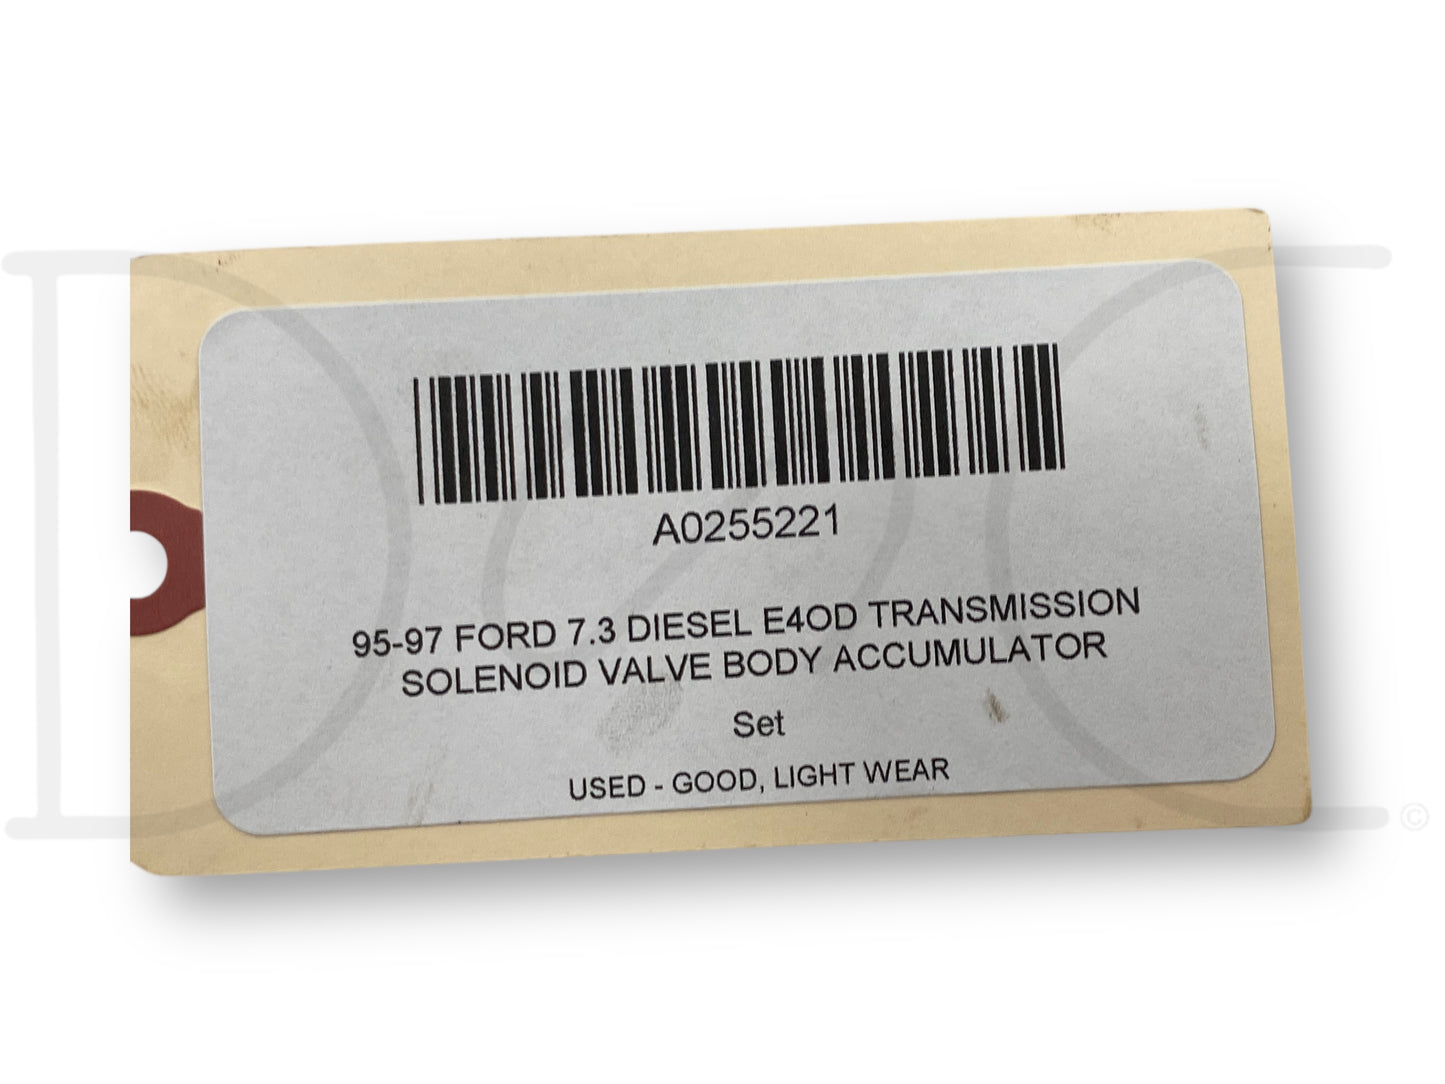 A0255221
95-97 FORD 7.3 DIESEL E4OD TRANSMISSION
SOLENOID VALVE BODY ACCUMULATOR
Set
USED - GOOD, LIGHT WEAR
©